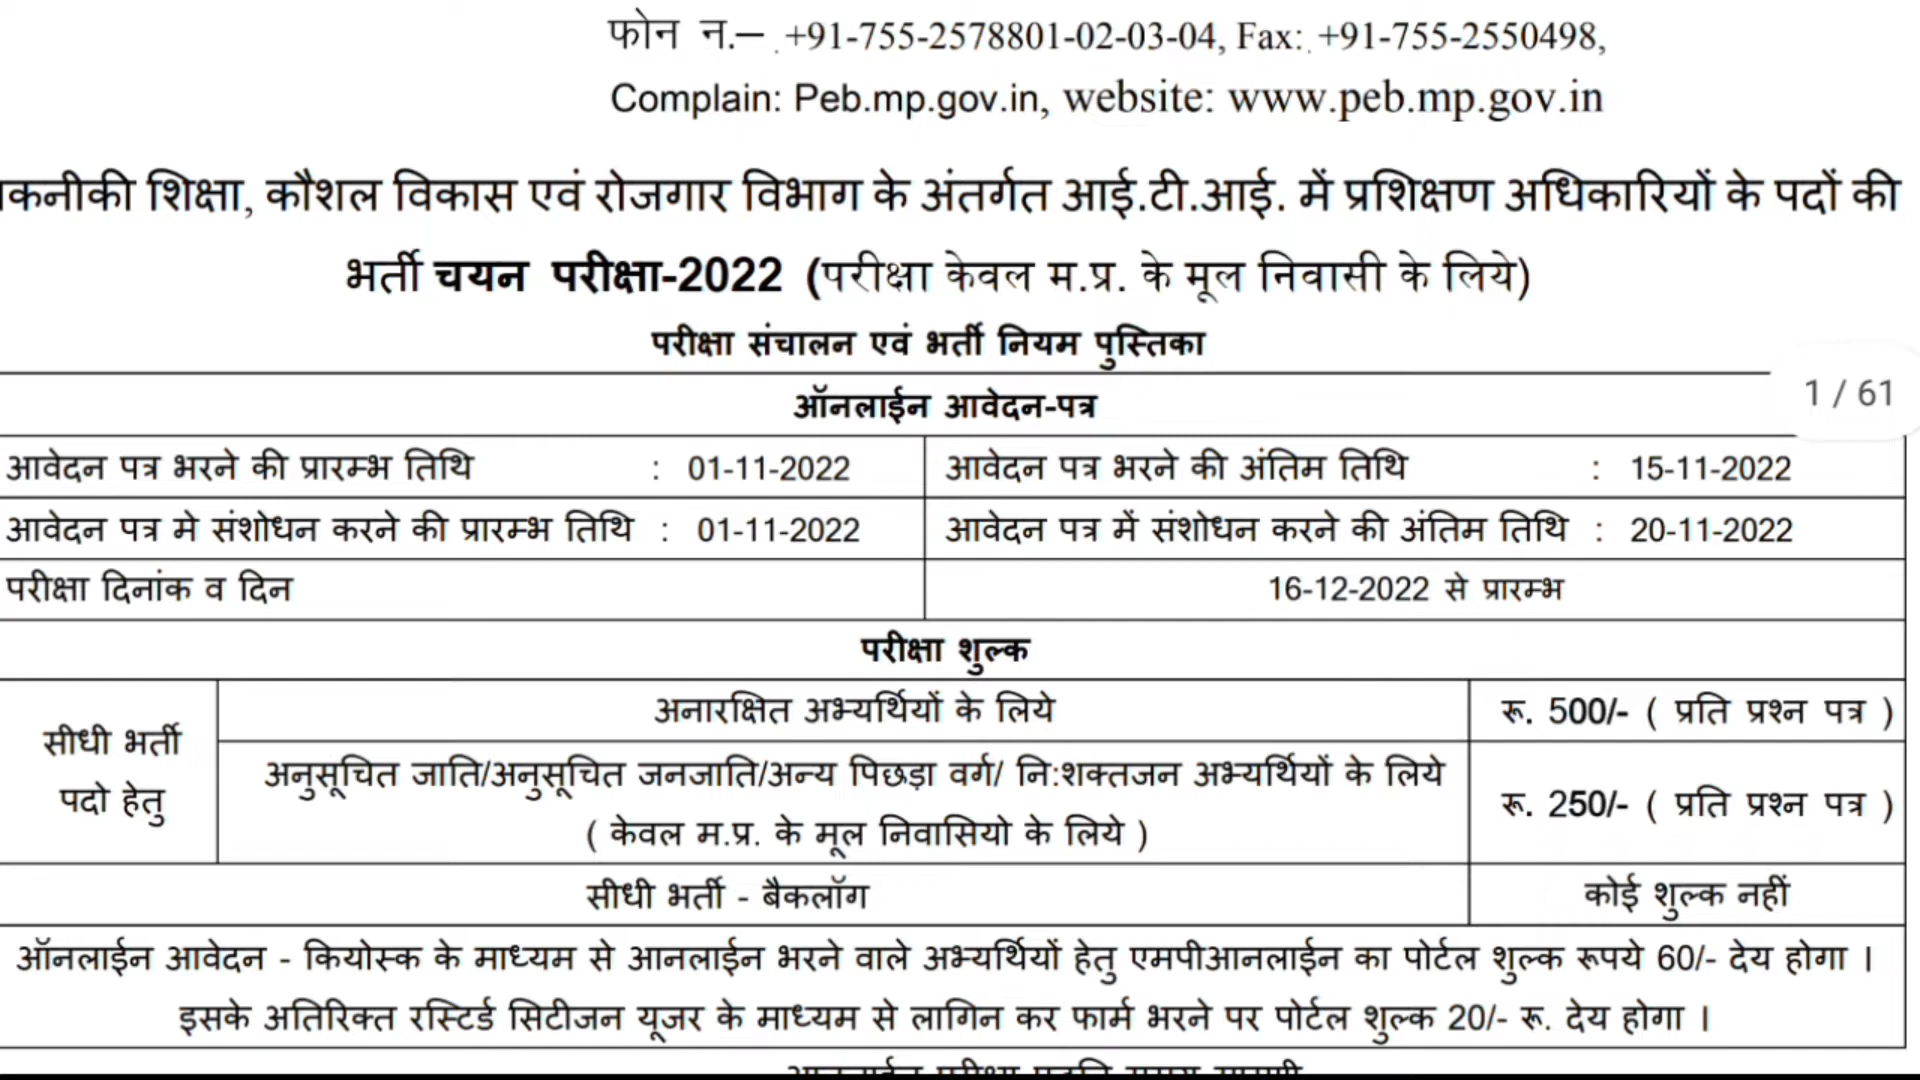 फोन न.– +91-755-2578801-02-03-04, Fax: +91-755-2550498,
Complain: Peb.mp.gov.in, website: www.peb.mp.gov.in
कनीकी शिक्षा, कौशल विकास एवं रोजगार विभाग के अंतर्गत आई.टी.आई. में प्रशिक्षण अधिकारियों के पदों की
भर्ती चयन परीक्षा-2022 (परीक्षा केवल म.प्र. के मूल निवासी के लिये)
परीक्षा संचालन एवं भर्ती नियम पुस्तिका
1 / 61
ऑनलाईन आवेदन-पत्र
आवेदन पत्र भरने की प्रारम्भ तिथि : 01-11-2022 आवेदन पत्र भरने की अंतिम तिथि : 15-11-2022
आवेदन पत्र मे संशोधन करने की प्रारम्भ तिथि : 01-11-2022 आवेदन पत्र में संशोधन करने की अंतिम तिथि : 20-11-2022
परीक्षा दिनांक व दिन 16-12-2022 से प्रारम्भ
परीक्षा शुल्क
सीधी भर्ती
पदो हेतु
अनारक्षित अभ्यर्थियों के लिये रू. 500/- ( प्रति प्रश्न पत्र )
अनुसूचित जाति/अनुसूचित जनजाति/अन्य पिछड़ा वर्ग/ नि:शक्तजन अभ्यर्थियों के लिये
( केवल म.प्र. के मूल निवासियो के लिये )
रू. 250/- ( प्रति प्रश्न पत्र )
सीधी भर्ती - बैकलॉग कोई शुल्क नहीं
ऑनलाईन आवेदन - कियोस्क के माध्यम से आनलाईन भरने वाले अभ्यर्थियों हेतु एमपीआनलाईन का पोर्टल शुल्क रूपये 60/- देय होगा ।
इसके अतिरिक्त रस्टिर्ड सिटीजन यूजर के माध्यम से लागिन कर फार्म भरने पर पोर्टल शुल्क 20/- रू. देय होगा ।